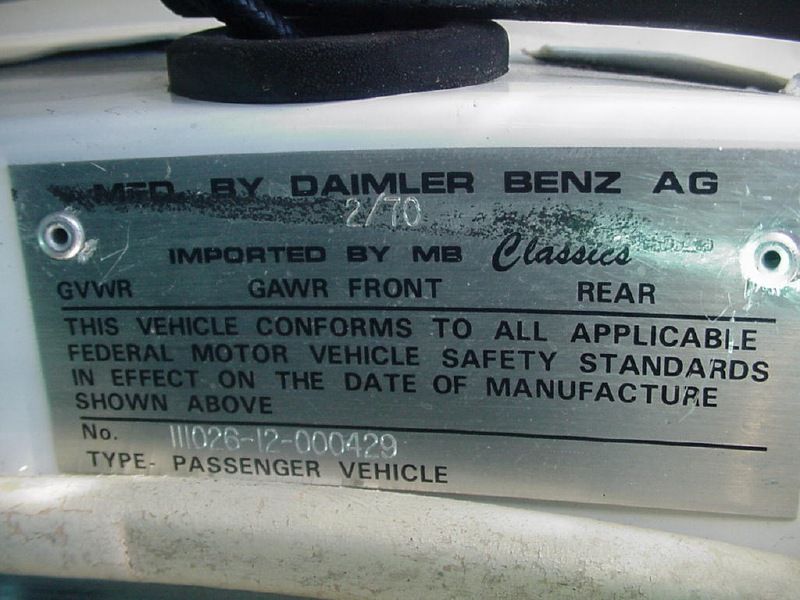 MFD. BY DAIMLER BENZ AG
2/70
IMPORTED BY MB Classics
GVWR GAWR FRONT REAR
THIS VEHICLE CONFORMS TO ALL APPLICABLE
FEDERAL MOTOR VEHICLE SAFETY STANDARDS
IN EFFECT ON THE DATE OF MANUFACTURE
SHOWN ABOVE
No. 111026-12-000429
TYPE- PASSENGER VEHICLE